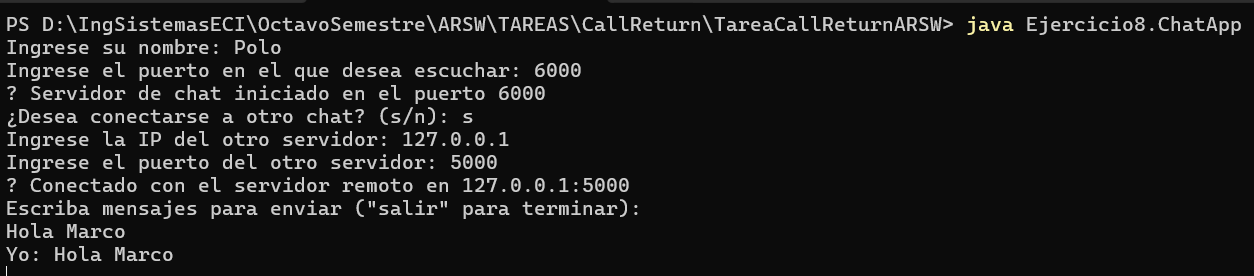 PS D:\IngSistemasECI\OctavoSemestre\ARSW\TAREAS\CallReturn\TareaCallReturnARSW> java Ejercicio8.ChatApp
Ingrese su nombre: Polo
Ingrese el puerto en el que desea escuchar: 6000
? Servidor de chat iniciado en el puerto 6000
¿Desea conectarse a otro chat? (s/n): s
Ingrese la IP del otro servidor: 127.0.0.1
Ingrese el puerto del otro servidor: 5000
? Conectado con el servidor remoto en 127.0.0.1:5000
Escriba mensajes para enviar ("salir" para terminar):
Hola Marco
Yo: Hola Marco